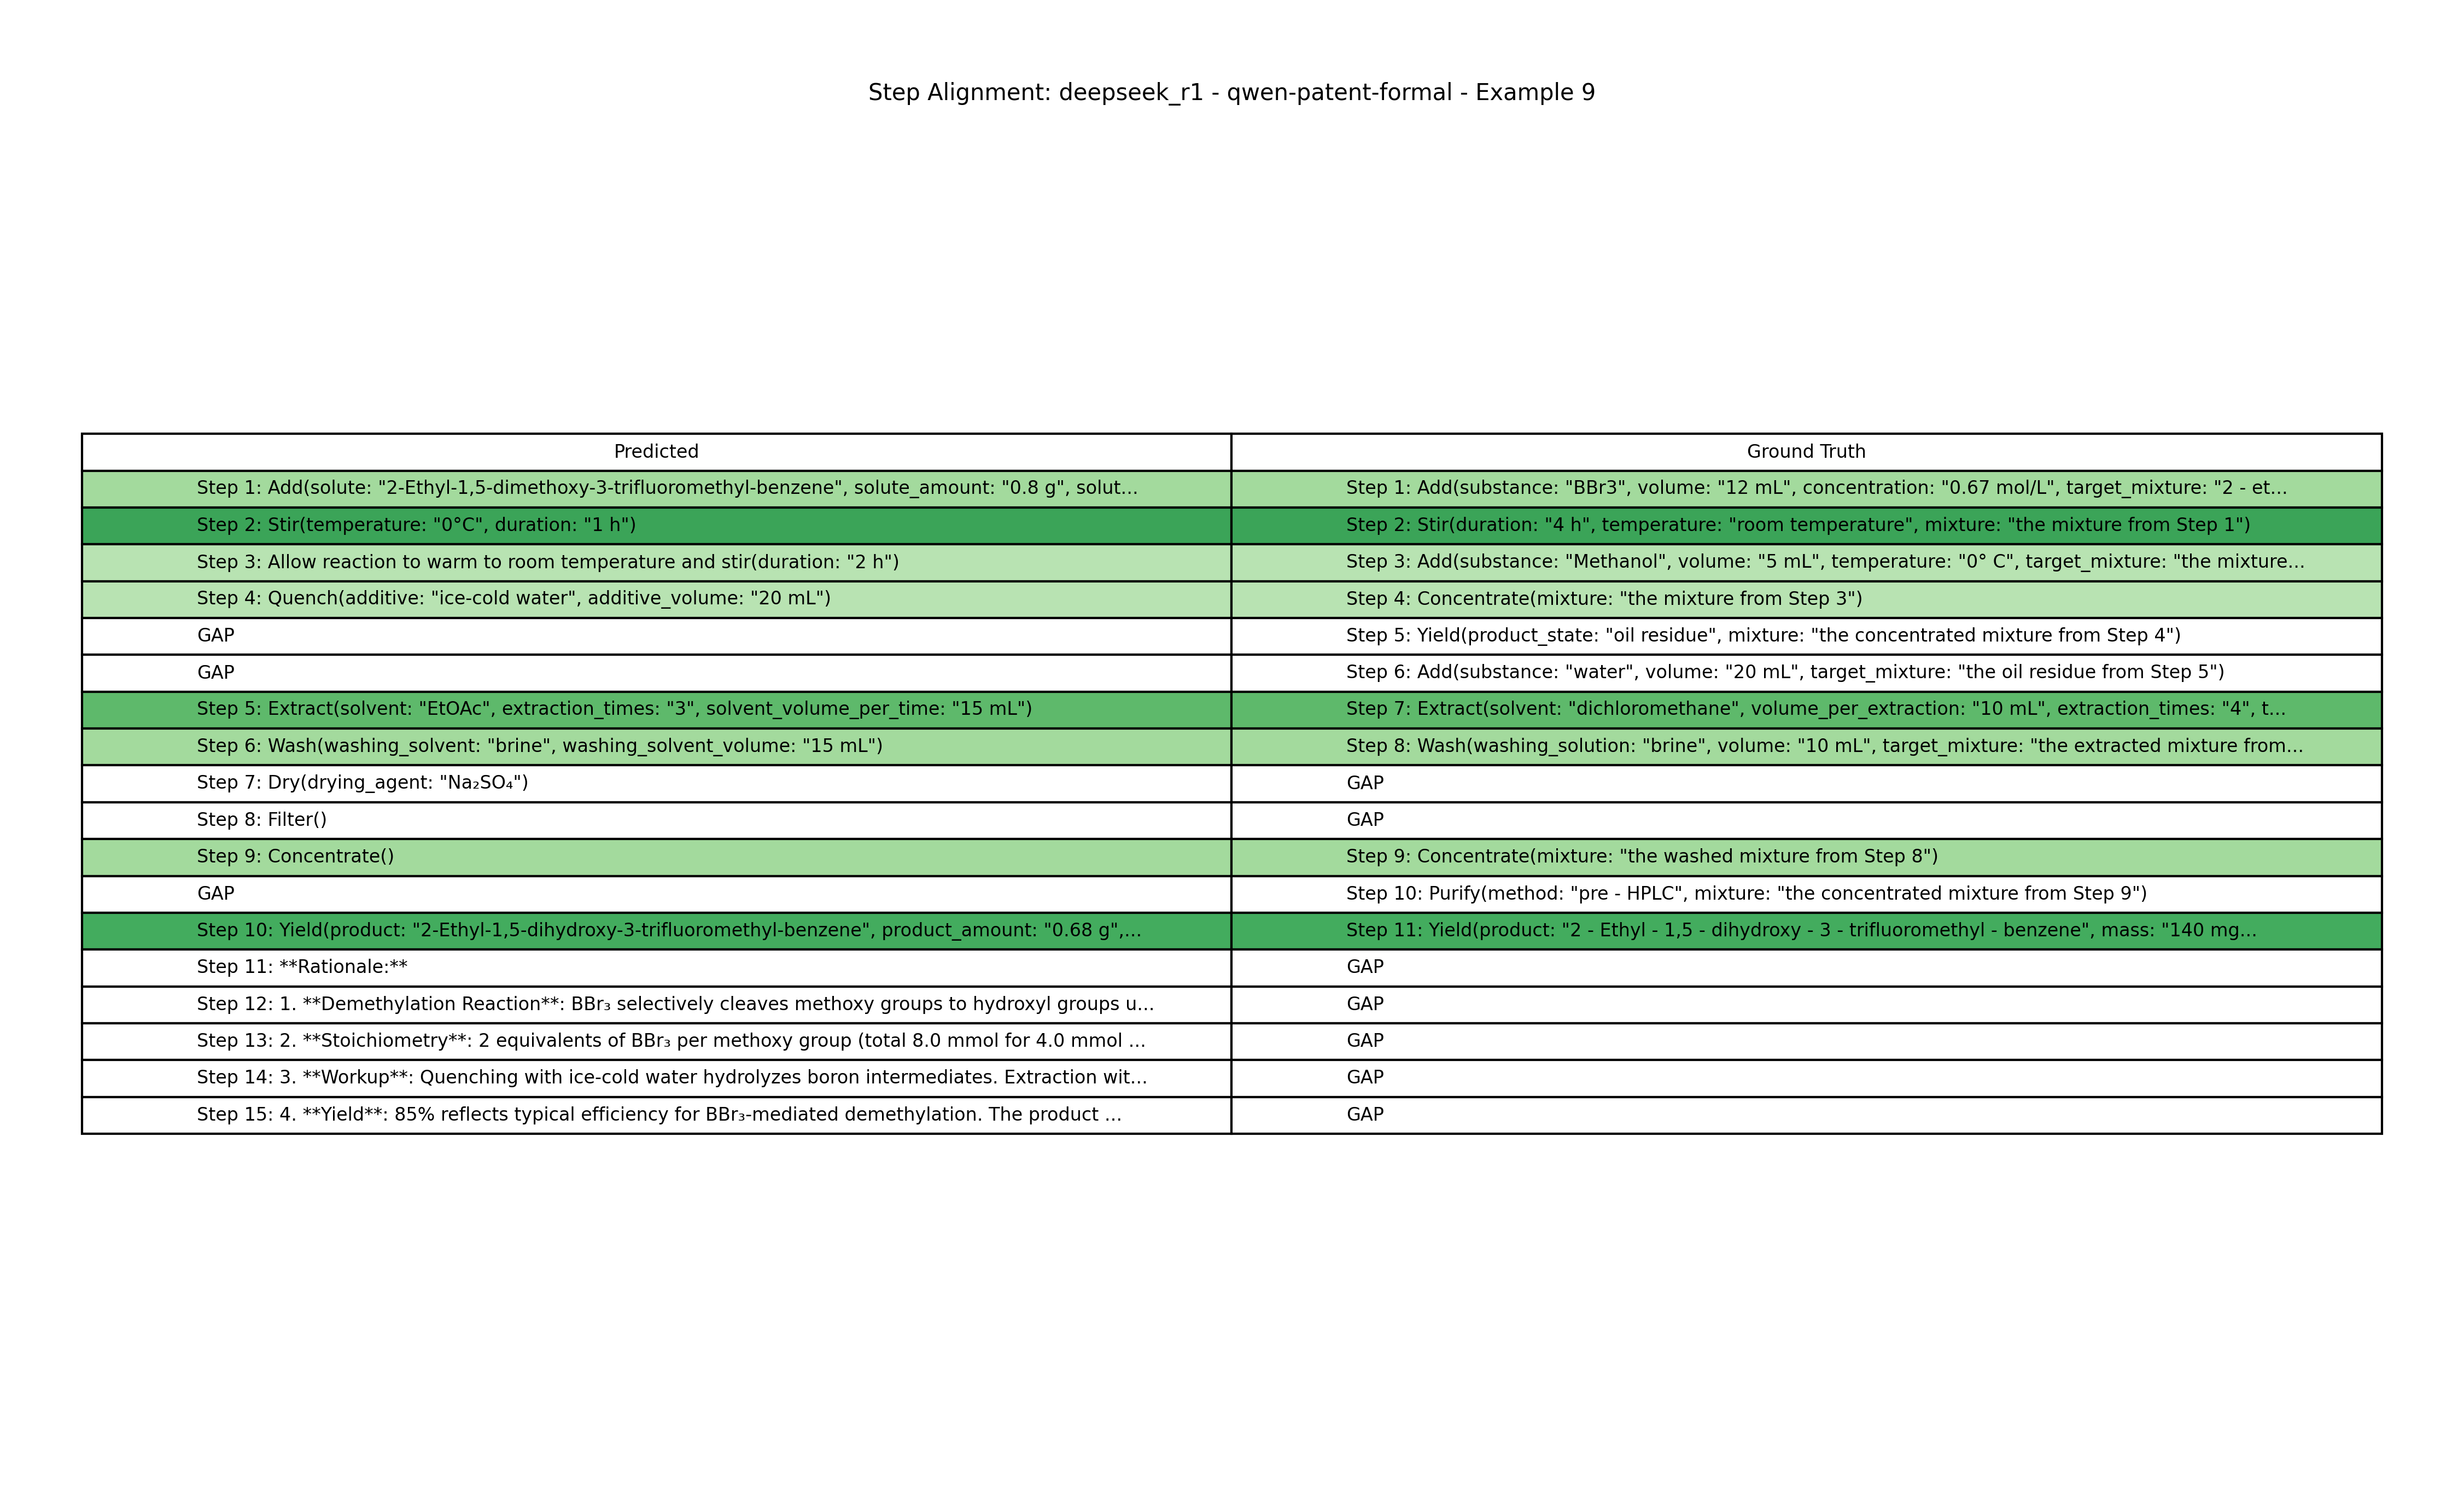 Step Alignment: deepseek_r1 - qwen-patent-formal - Example 9
Predicted Ground Truth
Step 1: Add(solute: "2-Ethyl-1,5-dimethoxy-3-trifluoromethyl-benzene", solute_amount: "0.8 g", solut... Step 1: Add(substance: "BBr3", volume: "12 mL", concentration: "0.67 mol/L", target_mixture: "2 - et...
Step 2: Stir(temperature: "0°C", duration: "1 h") Step 2: Stir(duration: "4 h", temperature: "room temperature", mixture: "the mixture from Step 1")
Step 3: Allow reaction to warm to room temperature and stir(duration: "2 h") Step 3: Add(substance: "Methanol", volume: "5 mL", temperature: "0° C", target_mixture: "the mixture...
Step 4: Quench(additive: "ice-cold water", additive_volume: "20 mL") Step 4: Concentrate(mixture: "the mixture from Step 3")
GAP Step 5: Yield(product_state: "oil residue", mixture: "the concentrated mixture from Step 4")
GAP Step 6: Add(substance: "water", volume: "20 mL", target_mixture: "the oil residue from Step 5")
Step 5: Extract(solvent: "EtOAc", extraction_times: "3", solvent_volume_per_time: "15 mL") Step 7: Extract(solvent: "dichloromethane", volume_per_extraction: "10 mL", extraction_times: "4", t...
Step 6: Wash(washing_solvent: "brine", washing_solvent_volume: "15 mL") Step 8: Wash(washing_solution: "brine", volume: "10 mL", target_mixture: "the extracted mixture from...
Step 7: Dry(drying_agent: "Na₂SO₄") GAP
Step 8: Filter() GAP
Step 9: Concentrate() Step 9: Concentrate(mixture: "the washed mixture from Step 8")
GAP Step 10: Purify(method: "pre - HPLC", mixture: "the concentrated mixture from Step 9")
Step 10: Yield(product: "2-Ethyl-1,5-dihydroxy-3-trifluoromethyl-benzene", product_amount: "0.68 g",... Step 11: Yield(product: "2 - Ethyl - 1,5 - dihydroxy - 3 - trifluoromethyl - benzene", mass: "140 mg...
Step 11: **Rationale:** GAP
Step 12: 1. **Demethylation Reaction**: BBr₃ selectively cleaves methoxy groups to hydroxyl groups u... GAP
Step 13: 2. **Stoichiometry**: 2 equivalents of BBr₃ per methoxy group (total 8.0 mmol for 4.0 mmol ... GAP
Step 14: 3. **Workup**: Quenching with ice-cold water hydrolyzes boron intermediates. Extraction wit... GAP
Step 15: 4. **Yield**: 85% reflects typical efficiency for BBr₃-mediated demethylation. The product ... GAP